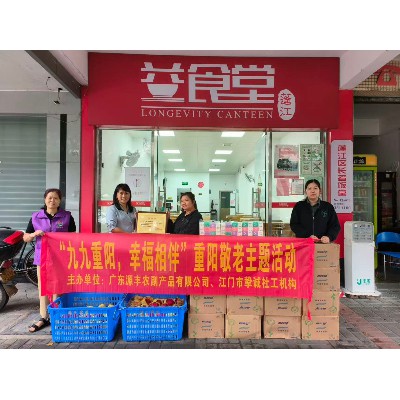 益食堂
蓬江
LONGEVITY CANTEEN
“九九重阳，幸福相伴”重阳敬老主题活动
主办单位：广东源丰农副产品有限公司、江门市挚诚社工机构